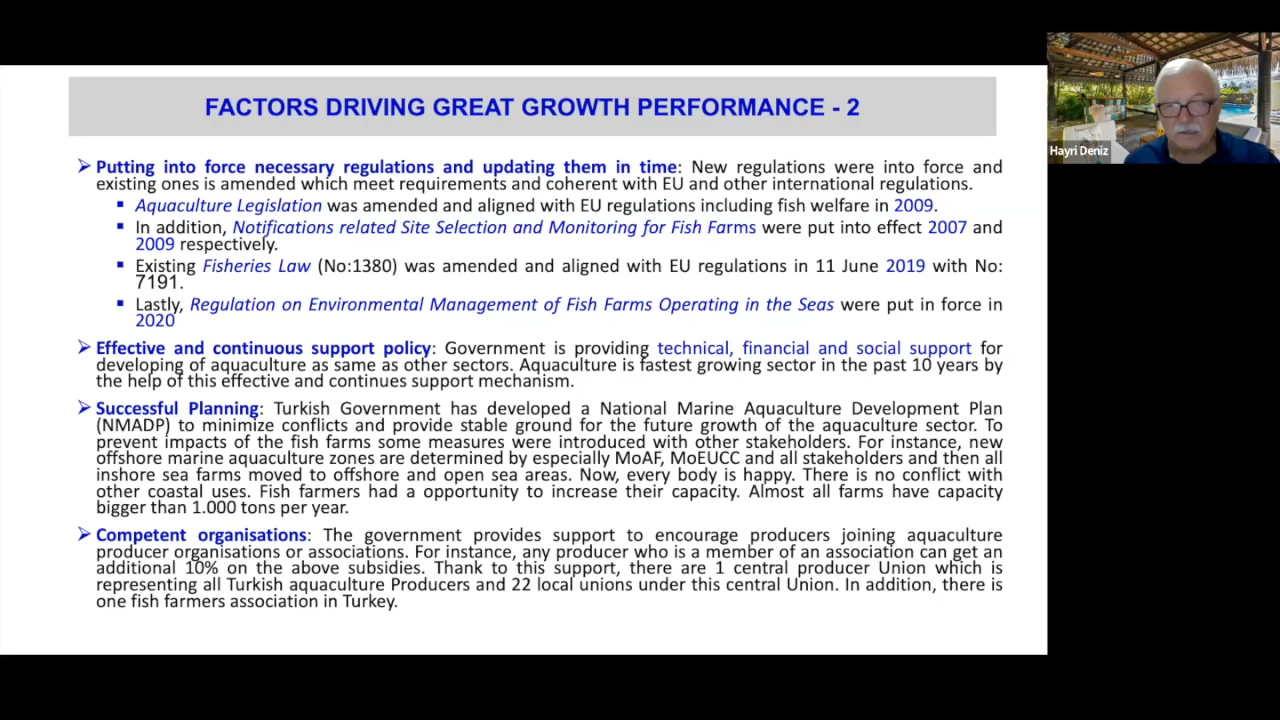 FACTORS DRIVING GREAT GROWTH PERFORMANCE - 2
Hayri Deniz
➢ Putting into force necessary regulations and updating them in time: New regulations were into force and
existing ones is amended which meet requirements and coherent with EU and other international regulations.
▪ Aquaculture Legislation was amended and aligned with EU regulations including fish welfare in 2009.
▪ In addition, Notifications related Site Selection and Monitoring for Fish Farms were put into effect 2007 and
2009 respectively.
▪ Existing Fisheries Law (No:1380) was amended and aligned with EU regulations in 11 June 2019 with No:
7191.
▪ Lastly, Regulation on Environmental Management of Fish Farms Operating in the Seas were put in force in
2020
➢ Effective and continuous support policy: Government is providing technical, financial and social support for
developing of aquaculture as same as other sectors. Aquaculture is fastest growing sector in the past 10 years by
the help of this effective and continues support mechanism.
➢ Successful Planning: Turkish Government has developed a National Marine Aquaculture Development Plan
(NMADP) to minimize conflicts and provide stable ground for the future growth of the aquaculture sector. To
prevent impacts of the fish farms some measures were introduced with other stakeholders. For instance, new
offshore marine aquaculture zones are determined by especially MoAF, MoEUCC and all stakeholders and then all
inshore sea farms moved to offshore and open sea areas. Now, every body is happy. There is no conflict with
other coastal uses. Fish farmers had a opportunity to increase their capacity. Almost all farms have capacity
bigger than 1.000 tons per year.
➢ Competent organisations: The government provides support to encourage producers joining aquaculture
producer organisations or associations. For instance, any producer who is a member of an association can get an
additional 10% on the above subsidies. Thank to this support, there are 1 central producer Union which is
representing all Turkish aquaculture Producers and 22 local unions under this central Union. In addition, there is
one fish farmers association in Turkey.